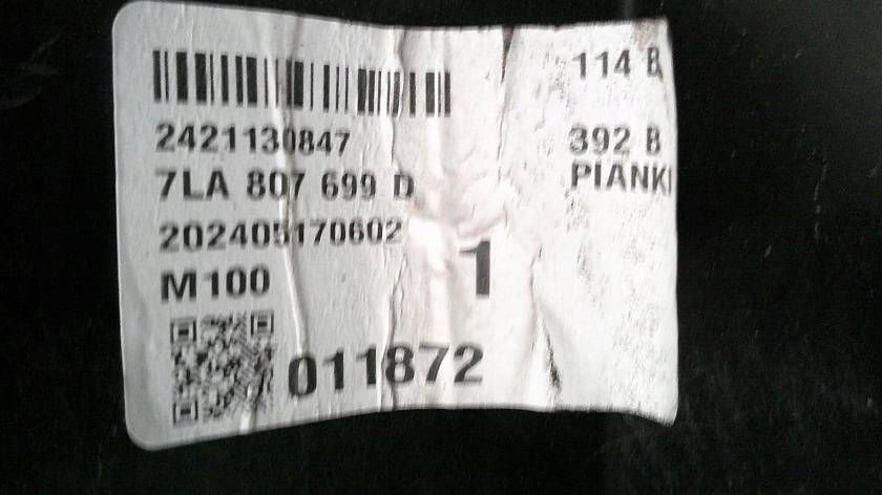 2421130847
7LA 807 699 D
202405170602
M100
1
011872
114 B
392 B
PIANKI